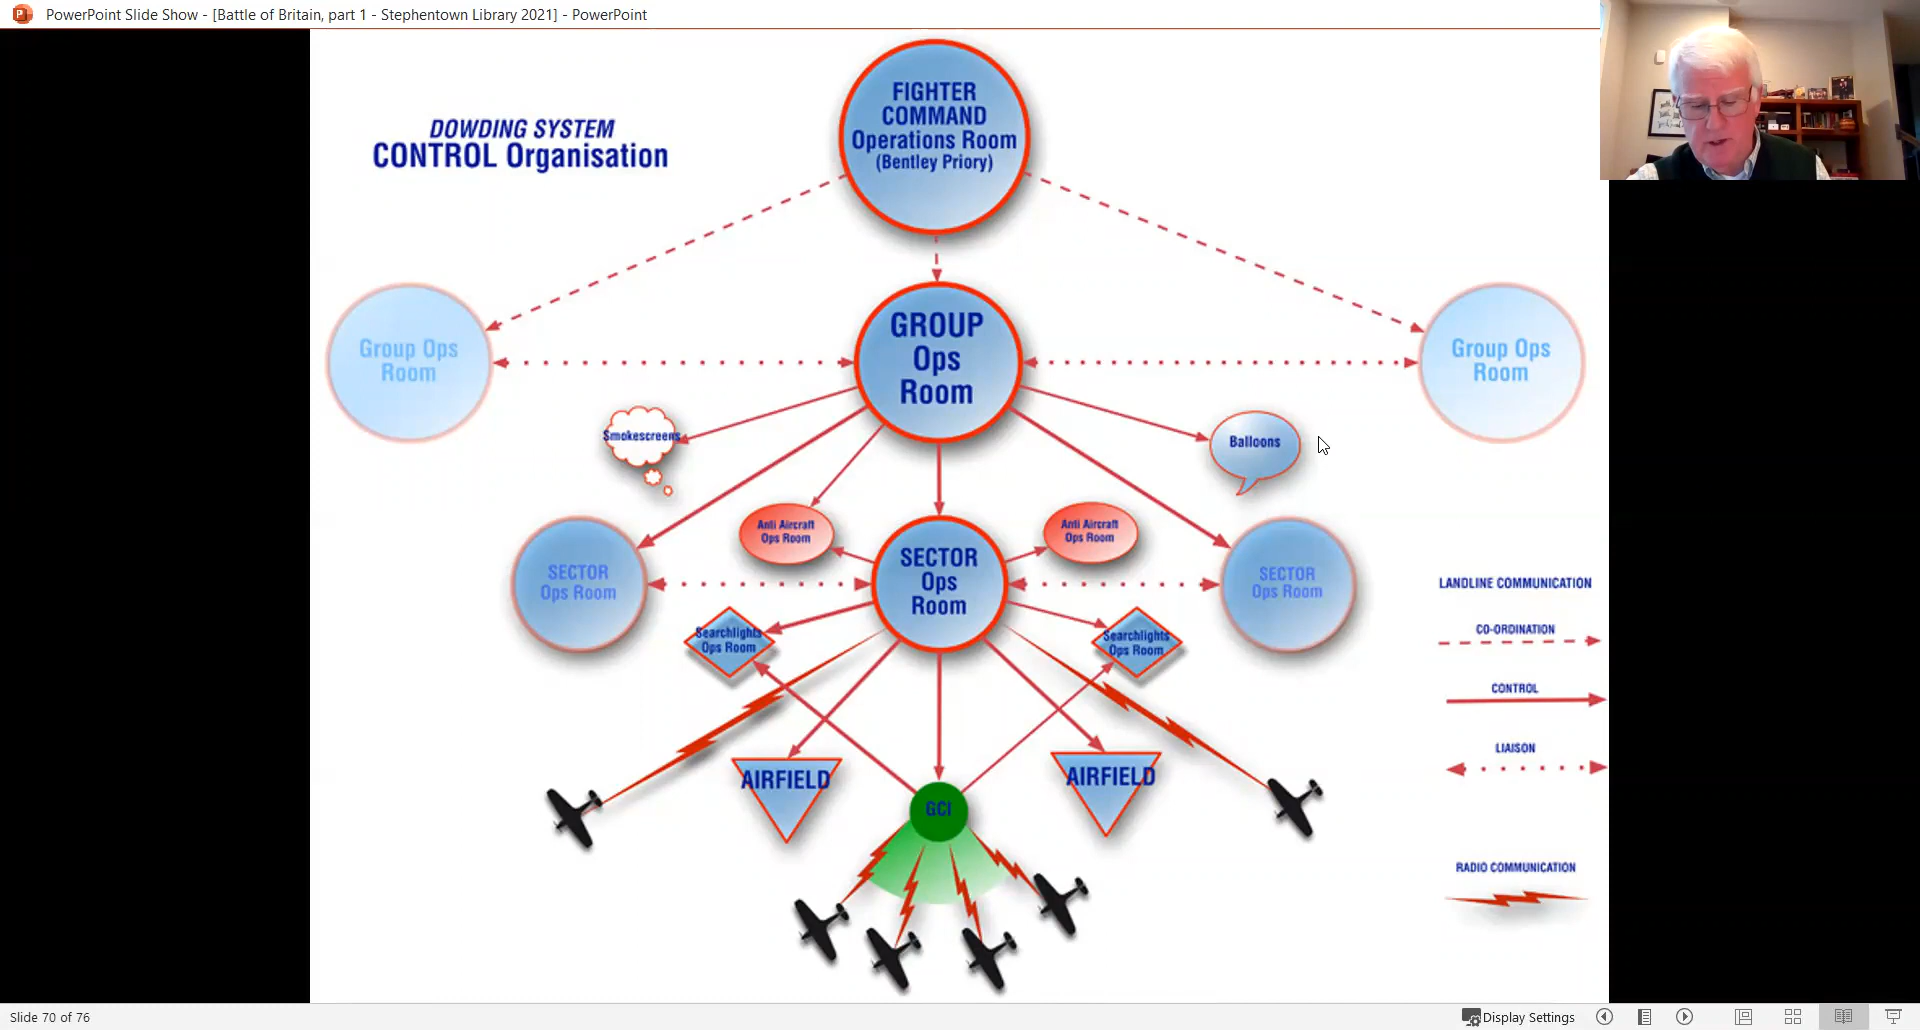 PowerPoint Slide Show - [Battle of Britain, part 1 - Stephentown Library 2021] - PowerPoint
DOWDING SYSTEM
CONTROL Organisation
FIGHTER
COMMAND
Operations Room
(Bentley Priory)
Group Ops
Room
GROUP
Ops
Room
Group Ops
Room
Smokescreens
Balloons
Anti Aircraft
Ops Room
Anti Aircraft
Ops Room
SECTOR
Ops Room
SECTOR
Ops
Room
SECTOR
Ops Room
Searchlights
Ops Room
Searchlights
Ops Room
AIRFIELD
AIRFIELD
GCI
LANDLINE COMMUNICATION
CO-ORDINATION
CONTROL
LIAISON
RADIO COMMUNICATION
Slide 70 of 76
Display Settings